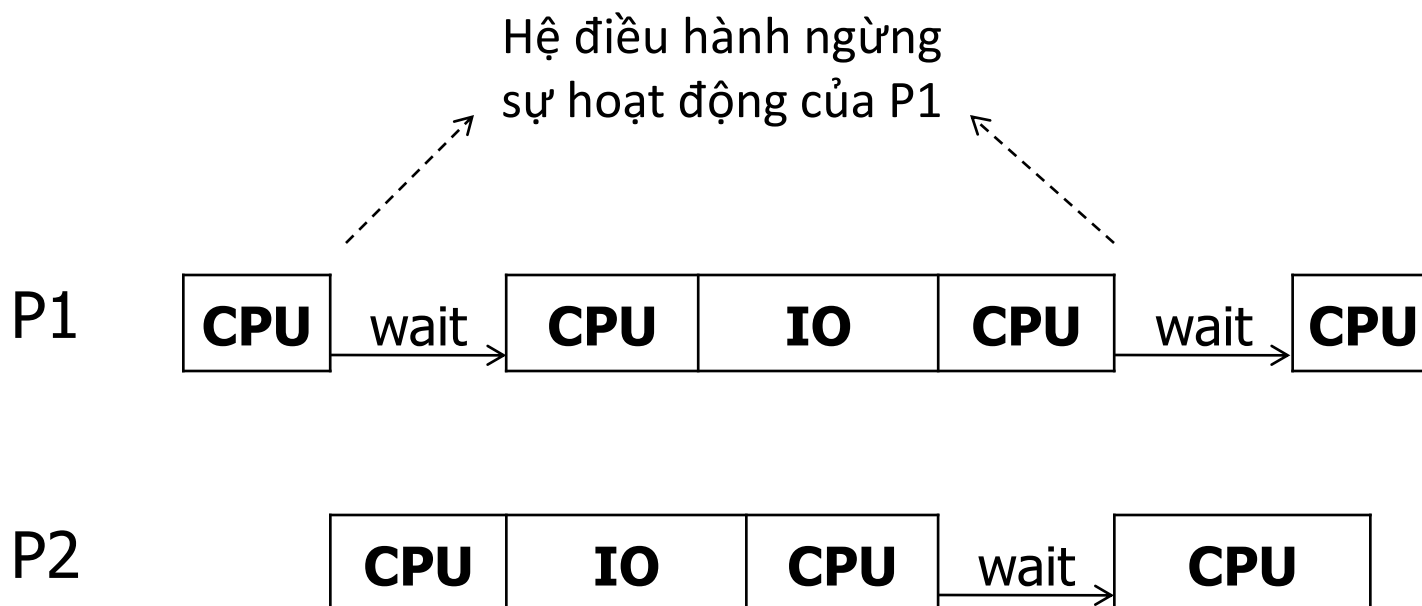 Hệ điều hành ngừng
sự hoạt động của P1
P1 CPU wait CPU IO CPU wait CPU
P2 CPU IO CPU wait CPU